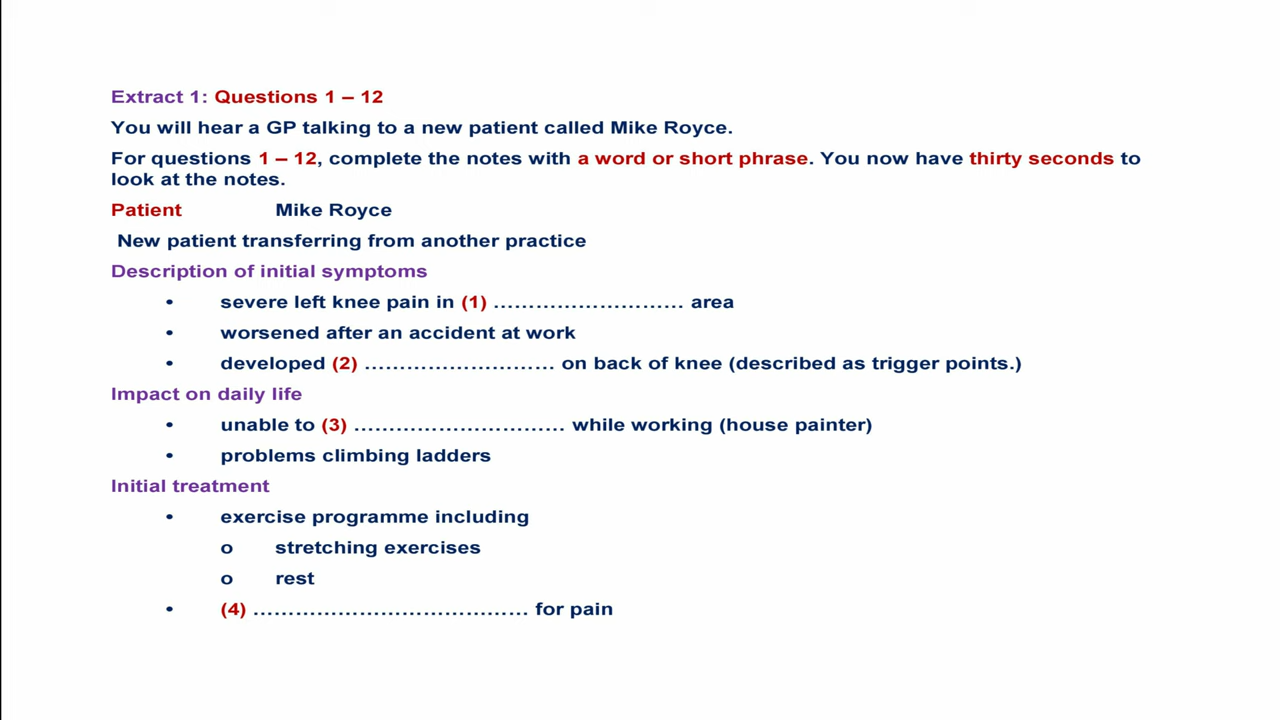 Extract 1: Questions 1 – 12
You will hear a GP talking to a new patient called Mike Royce.
For questions 1 – 12, complete the notes with a word or short phrase. You now have thirty seconds to
look at the notes.
Patient Mike Royce
New patient transferring from another practice
Description of initial symptoms
• severe left knee pain in (1) ……………………… area
• worsened after an accident at work
• developed (2) ……………………… on back of knee (described as trigger points.)
Impact on daily life
• unable to (3) ………………………… while working (house painter)
• problems climbing ladders
Initial treatment
• exercise programme including
o stretching exercises
o rest
• (4) ………………………………… for pain